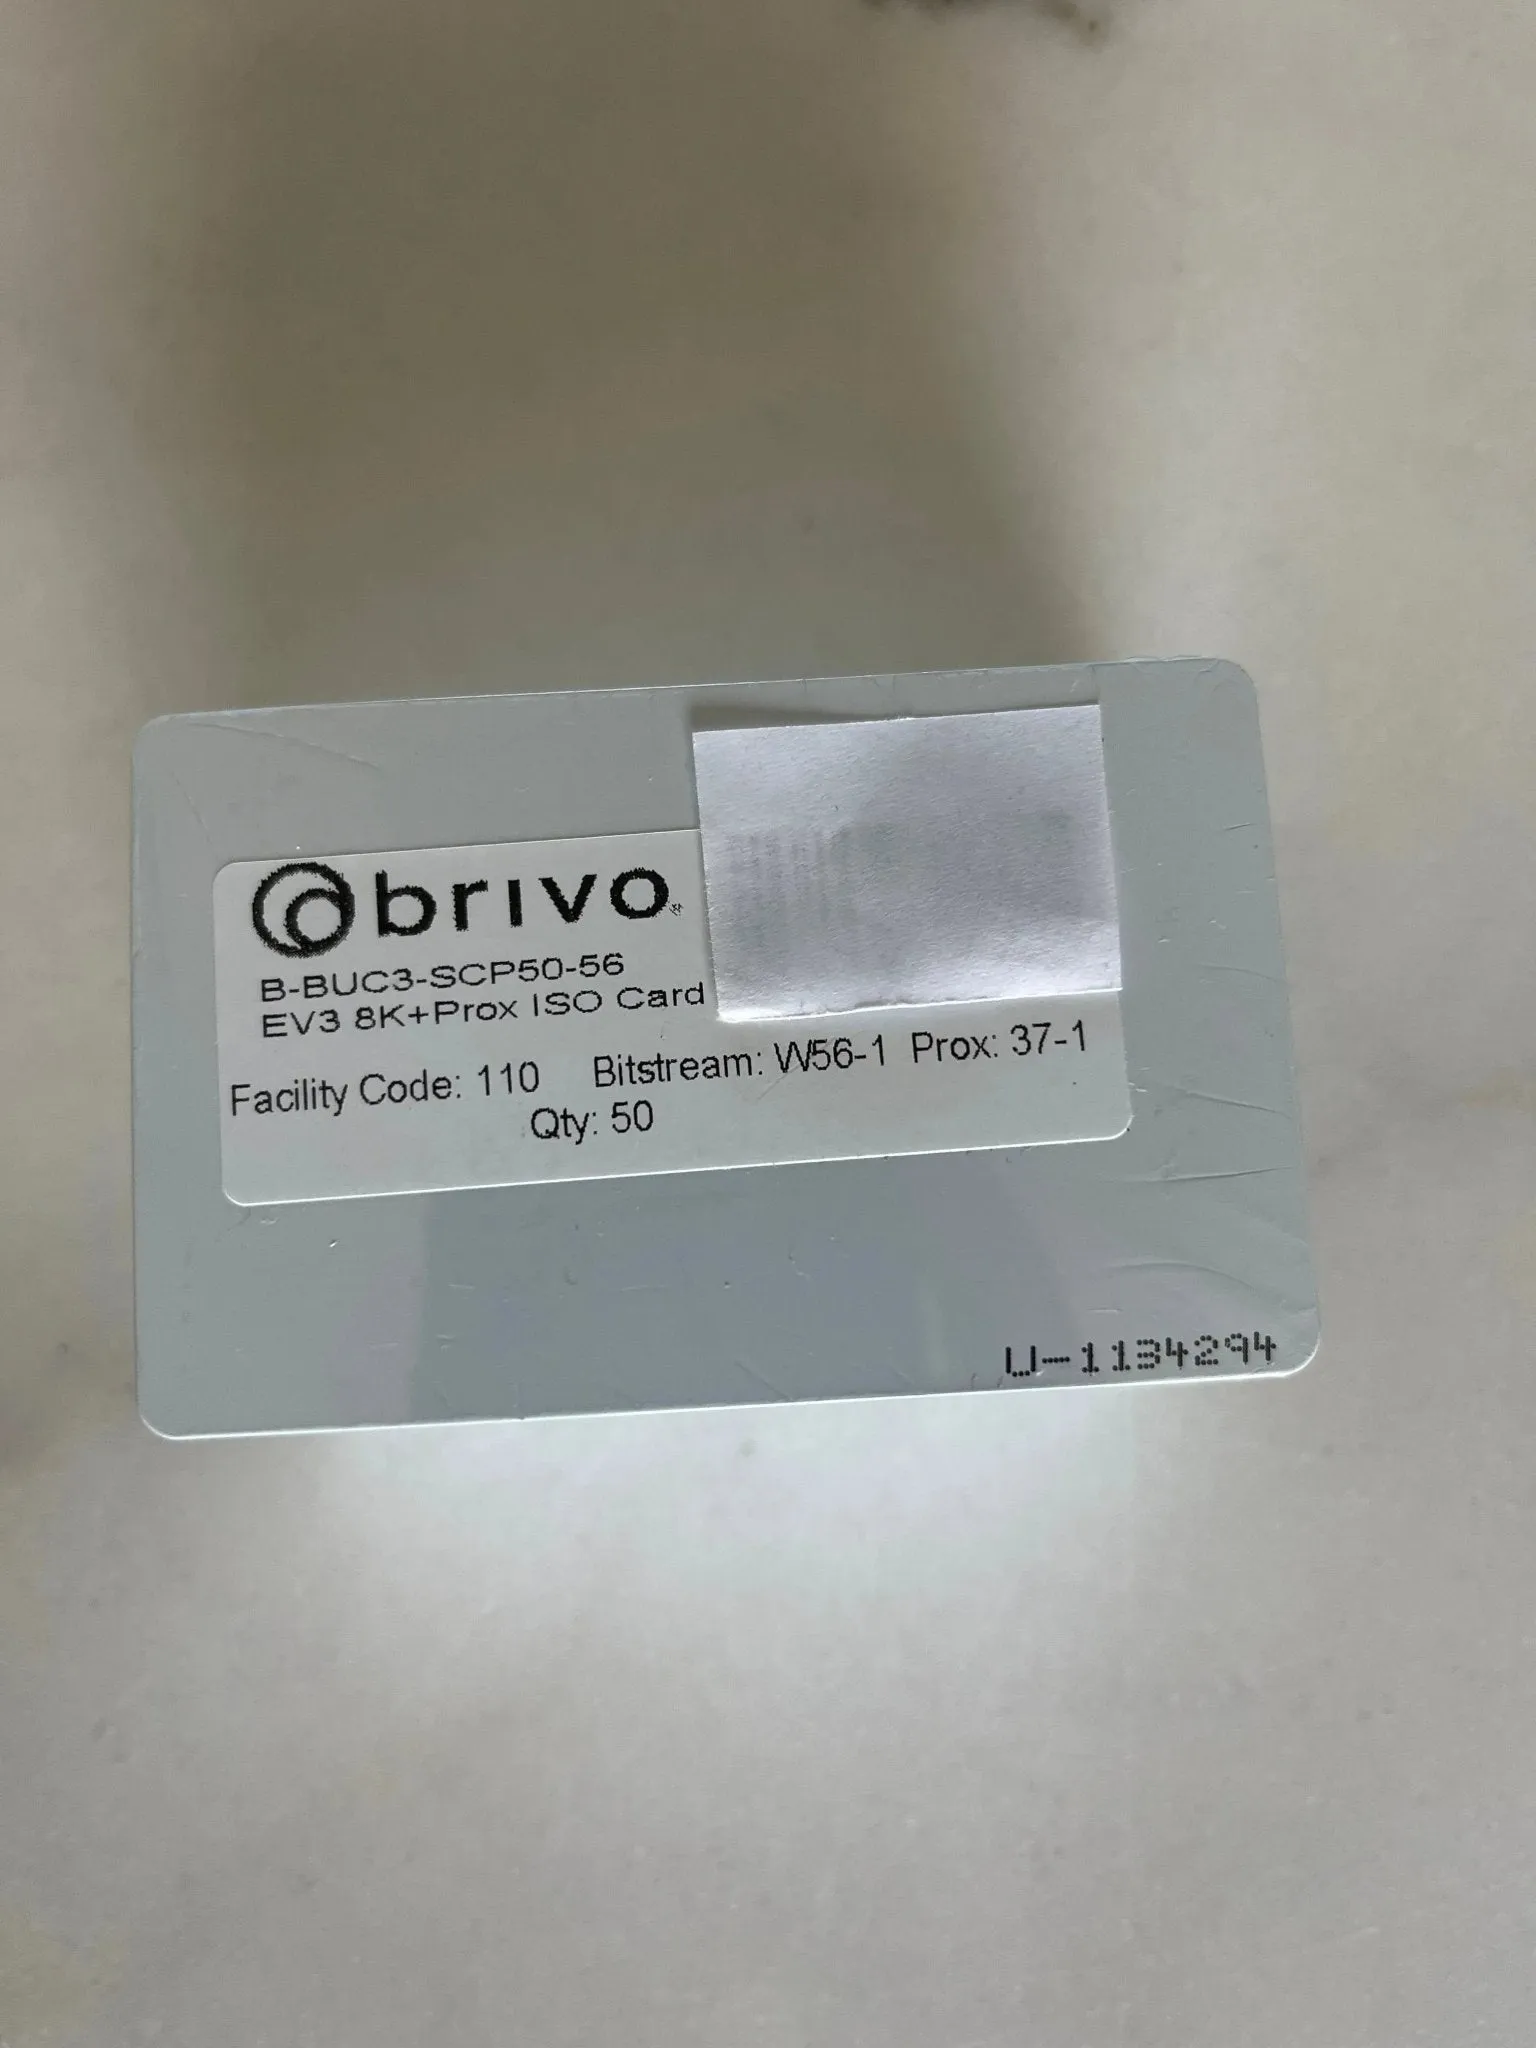 brivo®
B-BUC3-SCP50-56
EV3 8K+Prox ISO Card
Facility Code: 110 Bitstream: W56-1 Prox: 37-1
Qty: 50
U-1134294